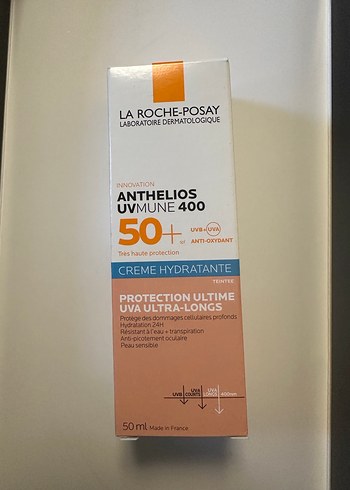 LA ROCHE-POSAY
LABORATOIRE DERMATOLOGIQUE
INNOVATION
ANTHELIOS
UVMUNE 400
50+
UVB+UVA
ANTI-OXYDANT
Très haute protection
CREME HYDRATANTE
TEINTEE
PROTECTION ULTIME
UVA ULTRA-LONGS
Protège des dommages cellulaires profonds
Hydratation 24H
Résistant à l'eau + transpiration
Anti-picotement oculaire
Peau sensible
UVB
UVA COURTS
UVA LONGS
400nm
50 ml Made in France